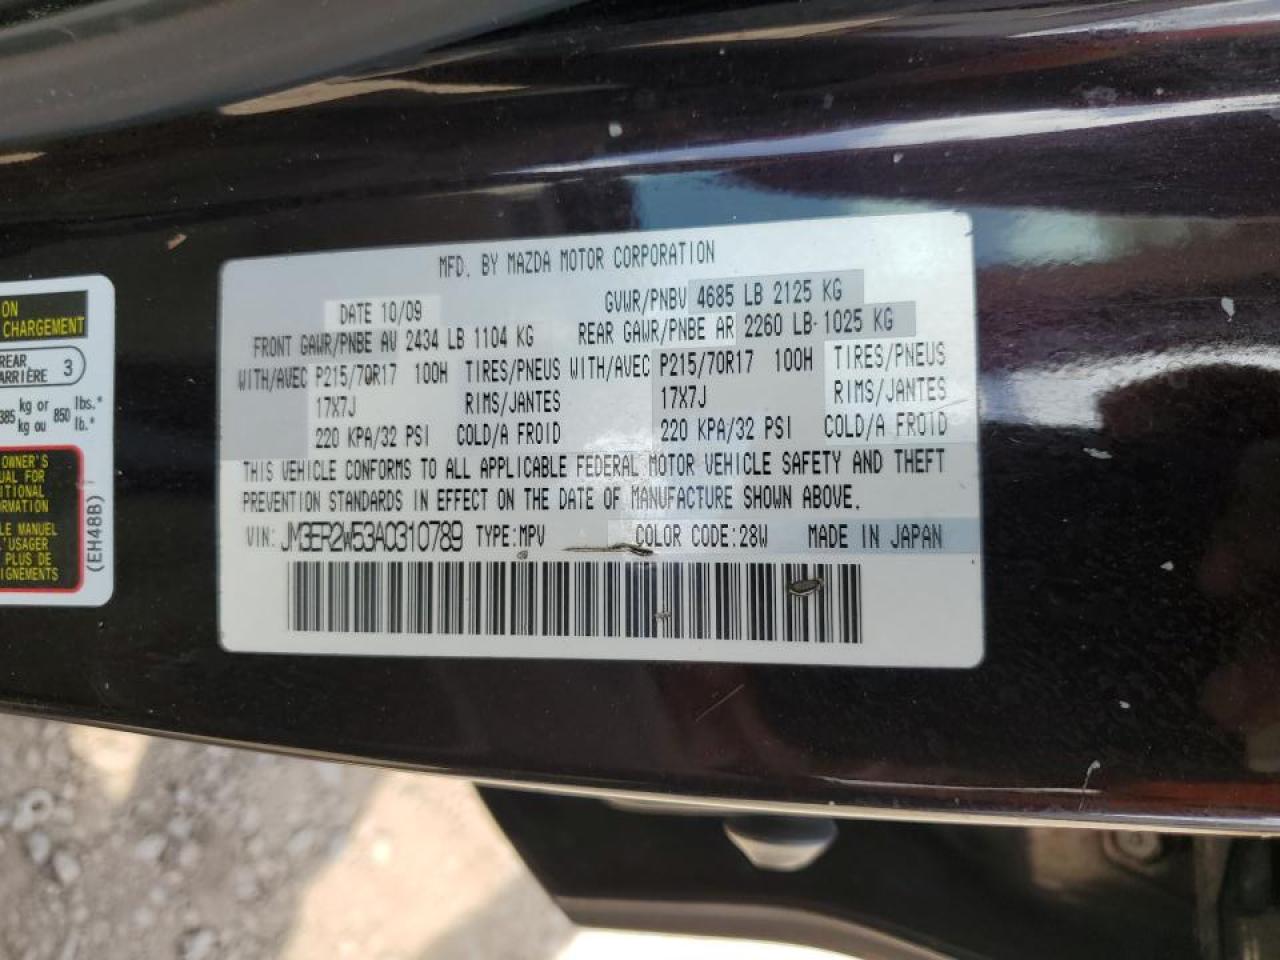 MFD. BY MAZDA MOTOR CORPORATION
DATE 10/09 GVWR/PNBV 4685 LB 2125 KG
FRONT GAWR/PNBE AV 2434 LB 1104 KG REAR GAWR/PNBE AR 2260 LB 1025 KG
WITH/AVEC P215/70R17 100H TIRES/PNEUS WITH/AVEC P215/70R17 100H TIRES/PNEUS
17X7J RIMS/JANTES 17X7J RIMS/JANTES
220 KPA/32 PSI COLD/A FROID 220 KPA/32 PSI COLD/A FROID
THIS VEHICLE CONFORMS TO ALL APPLICABLE FEDERAL MOTOR VEHICLE SAFETY AND THEFT
PREVENTION STANDARDS IN EFFECT ON THE DATE OF MANUFACTURE SHOWN ABOVE.
VIN: JM3ER2W53A0310789 TYPE:MPV COLOR CODE:28W MADE IN JAPAN
ON
CHARGEMENT
REAR 3
ARRIÈRE
385 kg or 850 lbs.*
kg ou lb.*
OWNER'S
UAL FOR
ITIONAL
ORMATION
LE MANUEL
'USAGER
PLUS DE
IGNEMENTS
(EH48B)